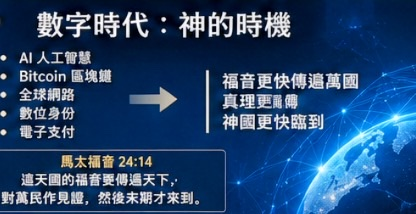 數字時代：神的時機
• AI 人工智慧
• Bitcoin 區塊鏈
• 全球網路
• 數位身份
• 電子支付
福音更快傳遍萬國
真理更
神國更快臨到
馬太福音 24:14
這天國的福音要傳遍天下，
對萬民作見證，然後末期才來到。